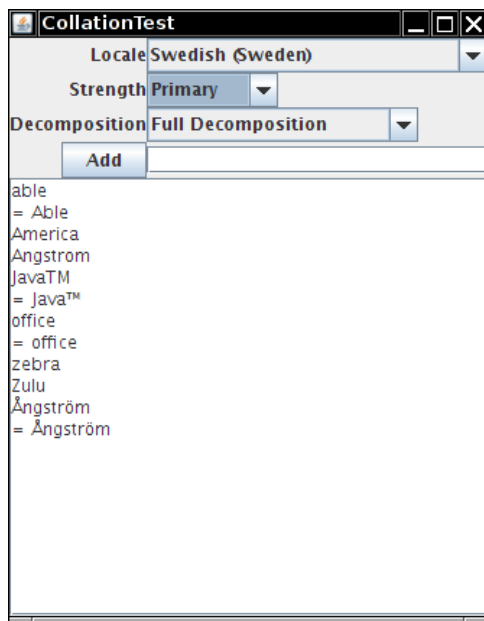 CollationTest
Locale Swedish (Sweden)
Strength Primary
Decomposition Full Decomposition
Add
able
= Able
America
Angstrom
JavaTM
= Java™
office
= office
zebra
Zulu
Ångström
= Ångström